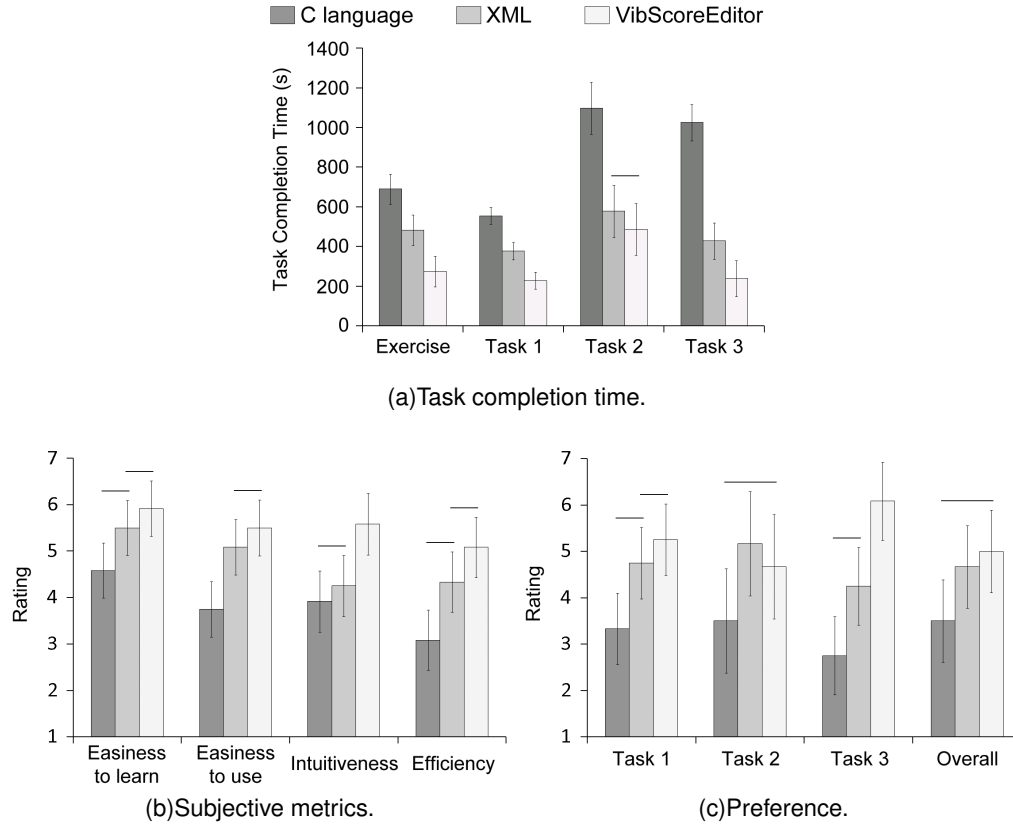 C language XML VibScoreEditor
Task Completion Time (s)
1400
1200
1000
800
600
400
200
0
Exercise Task 1 Task 2 Task 3
(a)Task completion time.
Rating
7
6
5
4
3
2
1
Easiness to learn Easiness to use Intuitiveness Efficiency
(b)Subjective metrics.
Rating
7
6
5
4
3
2
1
Task 1 Task 2 Task 3 Overall
(c)Preference.